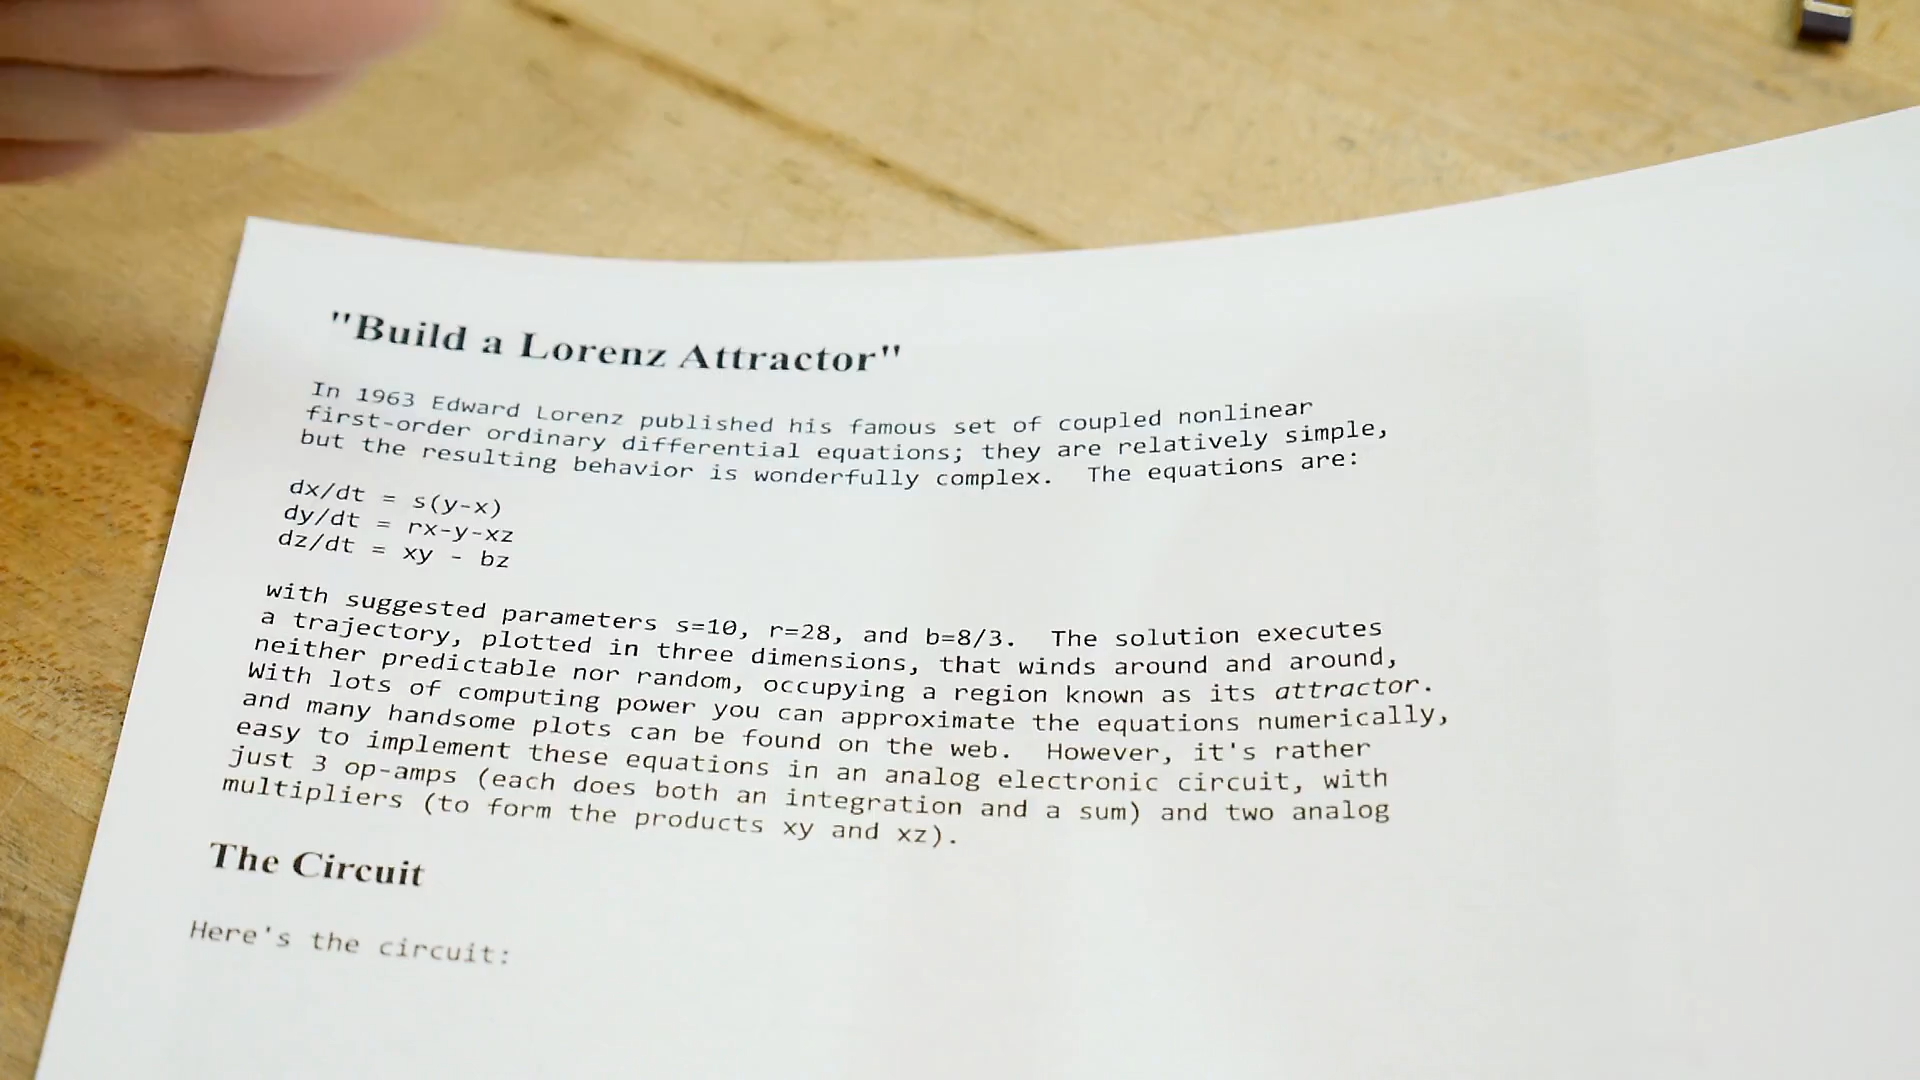 "Build a Lorenz Attractor"
In 1963 Edward Lorenz published his famous set of coupled nonlinear
first-order ordinary differential equations; they are relatively simple,
but the resulting behavior is wonderfully complex.  The equations are:
dx/dt = s(y-x)
dy/dt = rx-y-xz
dz/dt = xy - bz
with suggested parameters s=10, r=28, and b=8/3.  The solution executes
a trajectory, plotted in three dimensions, that winds around and around,
neither predictable nor random, occupying a region known as its attractor.
With lots of computing power you can approximate the equations numerically,
and many handsome plots can be found on the web.  However, it's rather
easy to implement these equations in an analog electronic circuit, with
just 3 op-amps (each does both an integration and a sum) and two analog
multipliers (to form the products xy and xz).
The Circuit
Here's the circuit: